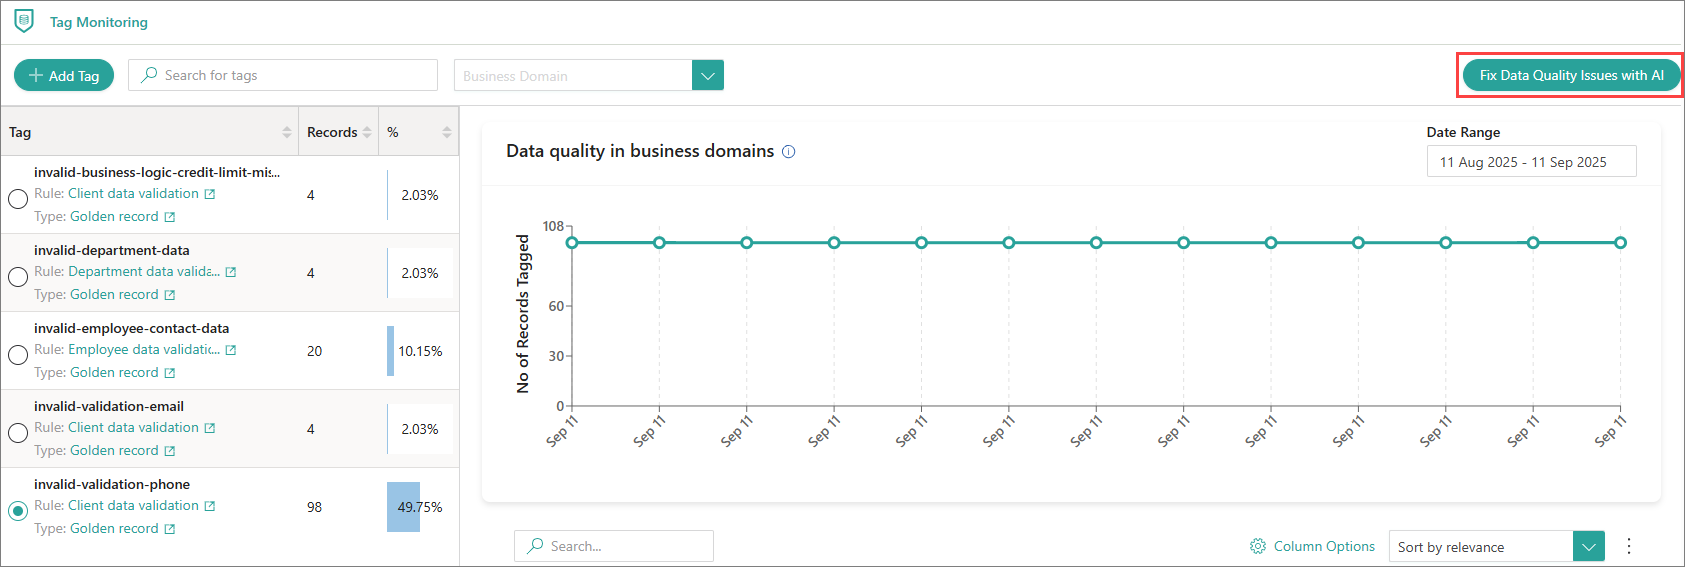 Tag Monitoring
Add Tag
Search for tags
Business Domain
Fix Data Quality Issues with AI
Tag Records %
invalid-business-logic-credit-limit-mis...
Rule: Client data validation
Type: Golden record
4
2.03%
invalid-department-data
Rule: Department data valida...
Type: Golden record
4
2.03%
invalid-employee-contact-data
Rule: Employee data validatic...
Type: Golden record
20
10.15%
invalid-validation-email
Rule: Client data validation
Type: Golden record
4
2.03%
invalid-validation-phone
Rule: Client data validation
Type: Golden record
98
49.75%
Data quality in business domains
Date Range
11 Aug 2025 - 11 Sep 2025
No of Records Tagged
108
60
30
0
Sep 11 Sep 11 Sep 11 Sep 11 Sep 11 Sep 11 Sep 11 Sep 11 Sep 11 Sep 11 Sep 11 Sep 11 Sep 11
Search...
Column Options
Sort by relevance